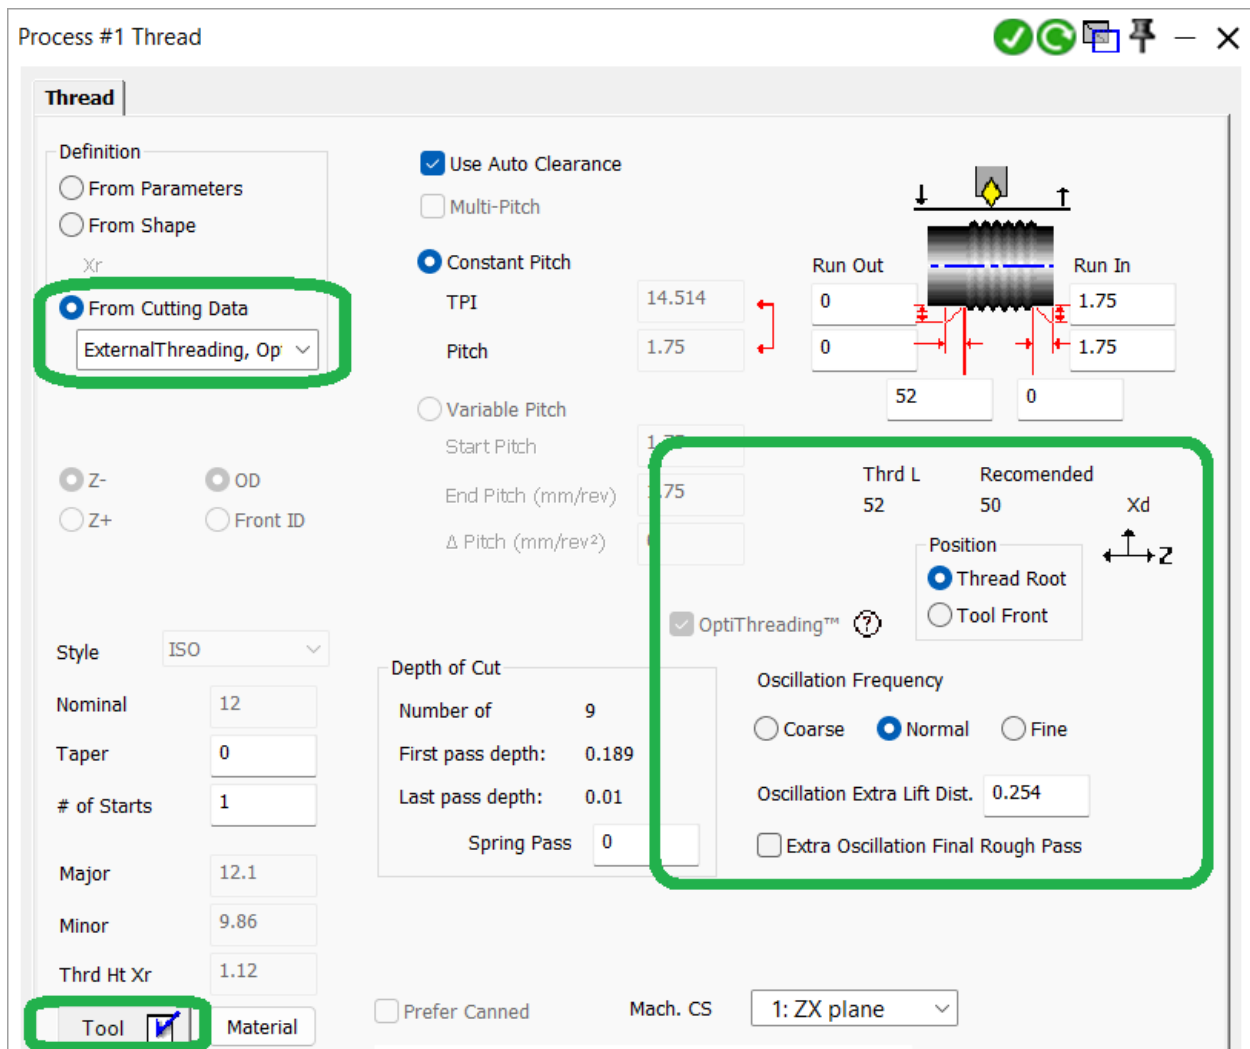 Process #1 Thread
Thread
Definition
From Parameters
From Shape
Xr
From Cutting Data
ExternalThreading, Op
Z-
OD
Z+
Front ID
Style
ISO
Nominal
12
Taper
0
# of Starts
1
Major
12.1
Minor
9.86
Thrd Ht Xr
1.12
Tool
Material
Use Auto Clearance
Multi-Pitch
Constant Pitch
TPI
14.514
Pitch
1.75
Variable Pitch
Start Pitch
End Pitch (mm/rev)
Δ Pitch (mm/rev²)
Run Out
Run In
0
1.75
0
1.75
52
0
Thrd L
Recomended
52
50
Xd
Z
Position
Thread Root
Tool Front
OptiThreading™
?
Depth of Cut
Number of
9
First pass depth:
0.189
Last pass depth:
0.01
Spring Pass
0
Oscillation Frequency
Coarse
Normal
Fine
Oscillation Extra Lift Dist.
0.254
Extra Oscillation Final Rough Pass
Prefer Canned
Mach. CS
1: ZX plane